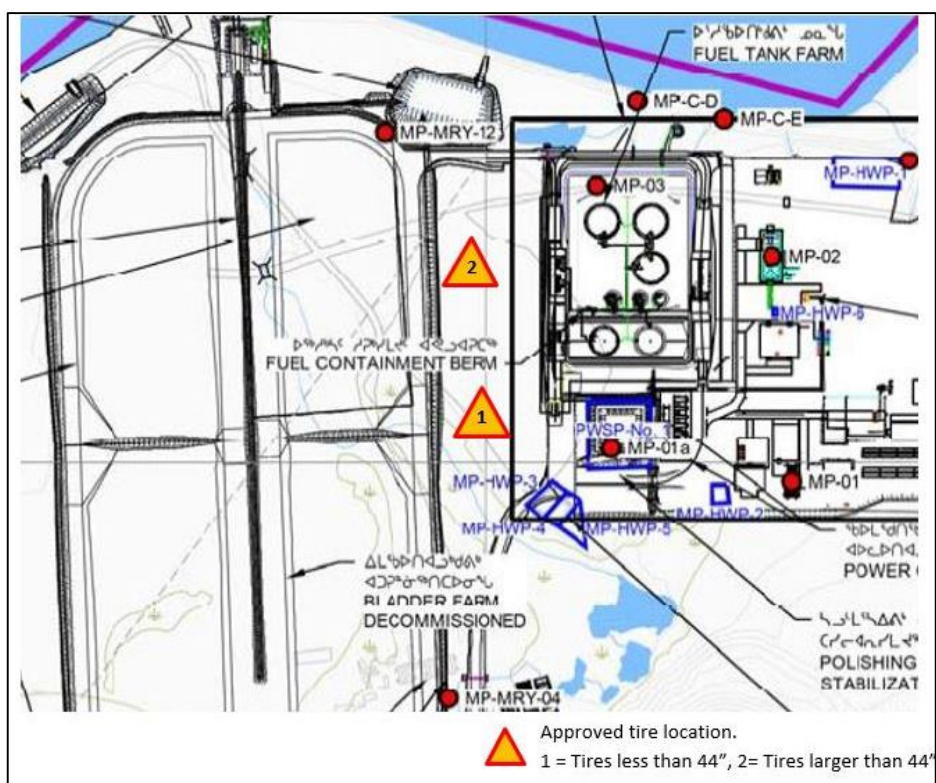 FUEL TANK FARM
MP-C-D
MP-C-E
MP-MRY-12
MP-HWP-1
MP-03
MP-02
2
MP-HWP-6
FUEL CONTAINMENT BERM
1
PWSP-No. 1
MP-01a
MP-HWP-3
MP-01
MP-HWP-4
MP-HWP-5
MP-HWP-2
BLADDER FARM
DECOMMISSIONED
POWER
POLISHING
STABILIZAT
MP-MRY-04
Approved tire location.
1 = Tires less than 44”, 2= Tires larger than 44”